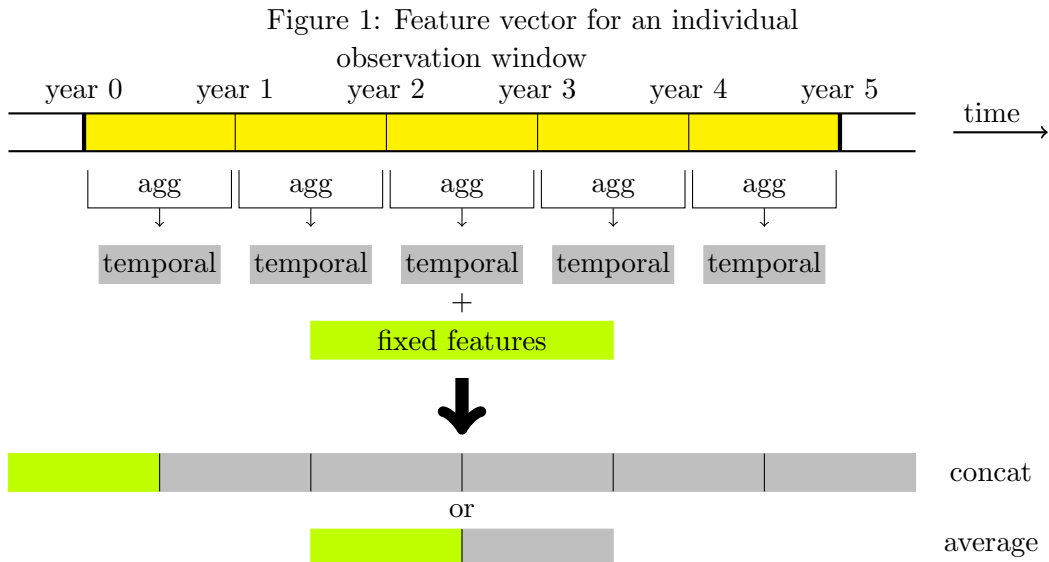 Figure 1: Feature vector for an individual
observation window
year 0 year 1 year 2 year 3 year 4 year 5
time
agg agg agg agg agg
temporal temporal temporal temporal temporal
+
fixed features
concat
or
average